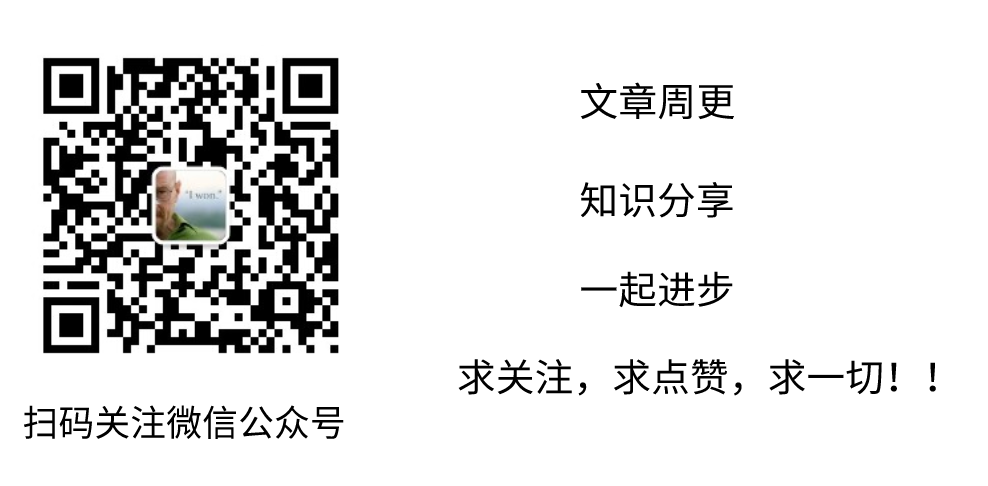 "I won."
扫码关注微信公众号
文章周更
知识分享
一起进步
求关注，求点赞，求一切！！